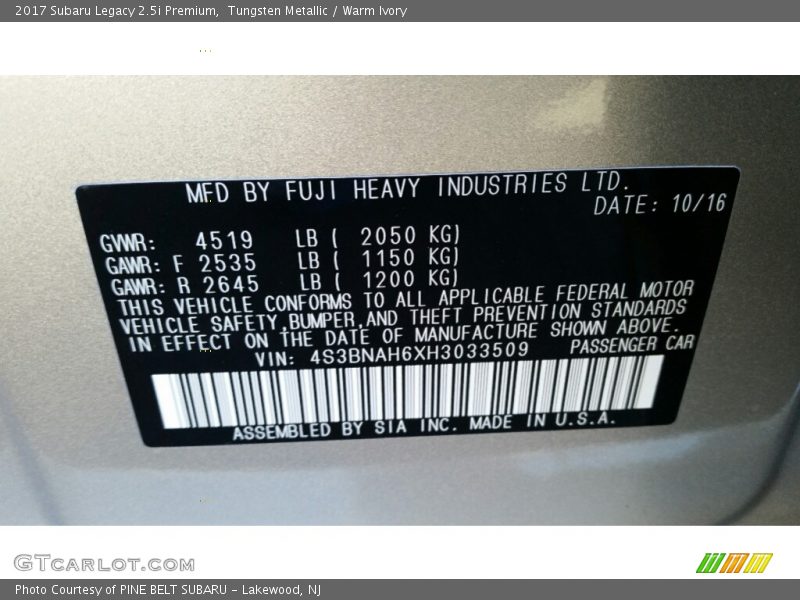 2017 Subaru Legacy 2.5i Premium,  Tungsten Metallic / Warm Ivory
MFD BY FUJI HEAVY INDUSTRIES LTD.
DATE: 10/16
GVWR: 4519 LB ( 2050 KG)
GAWR: F 2535 LB ( 1150 KG)
GAWR: R 2645 LB ( 1200 KG)
THIS VEHICLE CONFORMS TO ALL APPLICABLE FEDERAL MOTOR
VEHICLE SAFETY,BUMPER,AND THEFT PREVENTION STANDARDS
IN EFFECT ON THE DATE OF MANUFACTURE SHOWN ABOVE.
VIN: 4S3BNAH6XH3033509 PASSENGER CAR
ASSEMBLED BY SIA INC. MADE IN U.S.A.
GTcarlot.com
Photo Courtesy of PINE BELT SUBARU - Lakewood, NJ